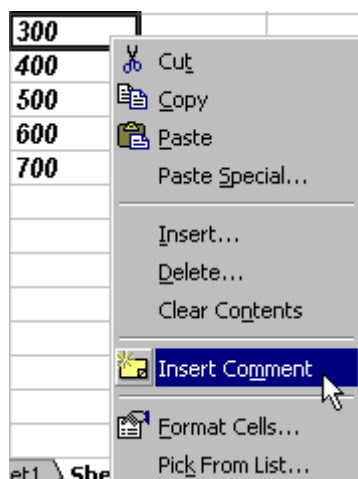 300
400
500
600
700
Cut
Copy
Paste
Paste Special...
Insert...
Delete...
Clear Contents
Insert Comment
Format Cells...
Pick From List...
et1 She